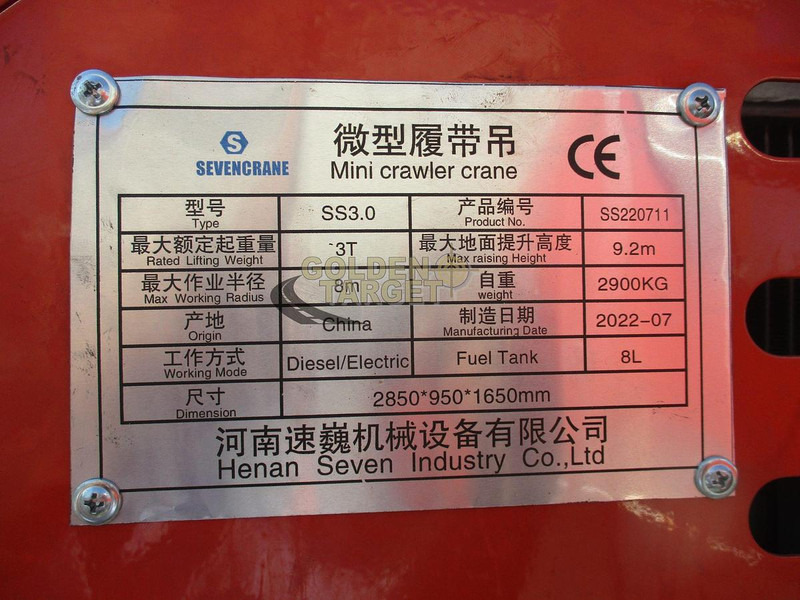 S
SEVENCRANE
微型履带吊
Mini crawler crane
CE
型号 SS3.0 产品编号 SS220711
Type Product No.
最大额定起重量 3T 最大地面提升高度 9.2m
Rated Lifting Weight Max raising Height
最大作业半径 8m 自重 2900KG
Max Working Radius weight
GOLDEN
TARGET
产地 China 制造日期 2022-07
Origin Manufacturing Date
工作方式 Diesel/Electric Fuel Tank 8L
Working Mode
尺寸 2850*950*1650mm
Dimension
河南速巍机械设备有限公司
Henan Seven Industry Co.,Ltd